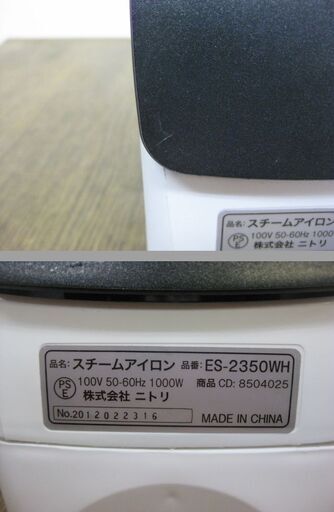 品名: スチームアイロン
PS E 100V 50-60Hz 1000
株式会社 ニトリ
品名: スチームアイロン 品番: ES-2350WH
PS E 100V 50-60Hz 1000W 商品 CD: 8504025
株式会社 ニトリ
No.2012022316 MADE IN CHINA